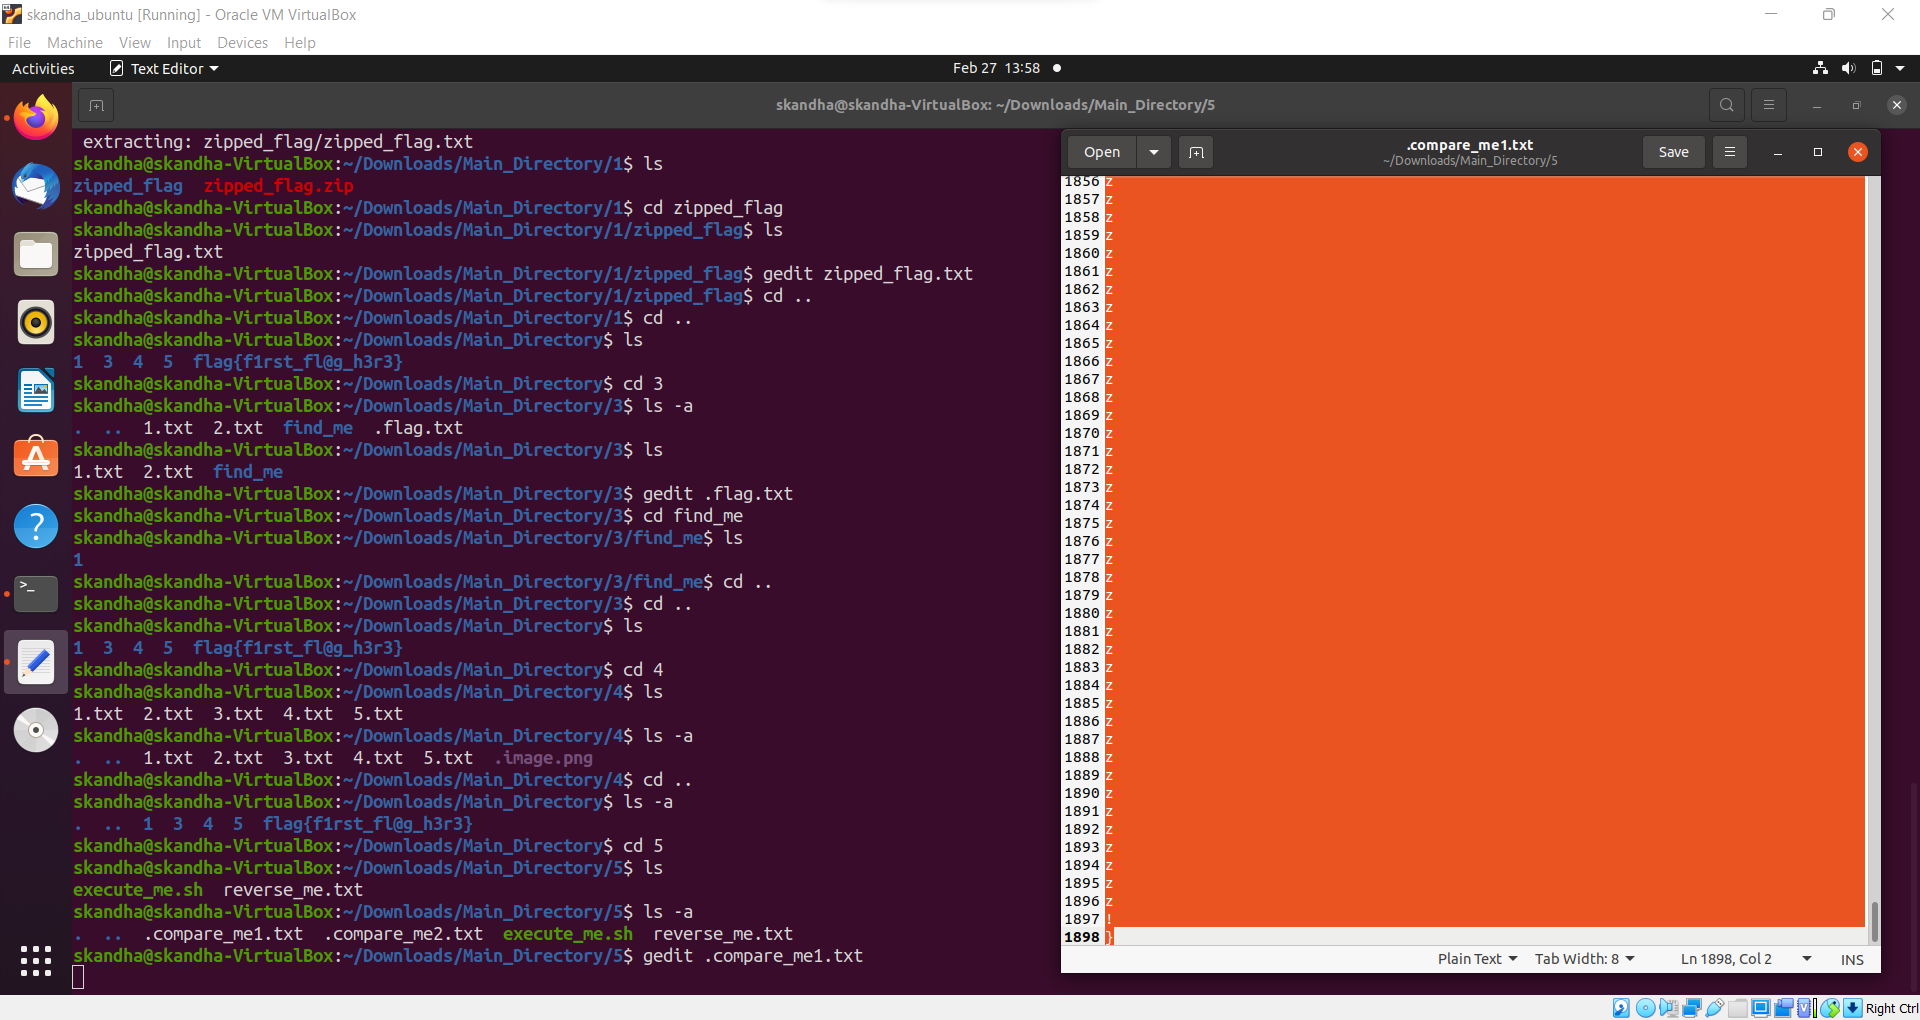 skandha_ubuntu [Running] - Oracle VM VirtualBox
File Machine View Input Devices Help
Activities Text Editor Feb 27 13:58
skandha@skandha-VirtualBox: ~/Downloads/Main_Directory/5
 extracting: zipped_flag/zipped_flag.txt
skandha@skandha-VirtualBox:~/Downloads/Main_Directory/1$ ls
zipped_flag  zipped_flag.zip
skandha@skandha-VirtualBox:~/Downloads/Main_Directory/1$ cd zipped_flag
skandha@skandha-VirtualBox:~/Downloads/Main_Directory/1/zipped_flag$ ls
zipped_flag.txt
skandha@skandha-VirtualBox:~/Downloads/Main_Directory/1/zipped_flag$ gedit zipped_flag.txt
skandha@skandha-VirtualBox:~/Downloads/Main_Directory/1/zipped_flag$ cd ..
skandha@skandha-VirtualBox:~/Downloads/Main_Directory/1$ cd ..
skandha@skandha-VirtualBox:~/Downloads/Main_Directory$ ls
1  3  4  5  flag{f1rst_fl@g_h3r3}
skandha@skandha-VirtualBox:~/Downloads/Main_Directory$ cd 3
skandha@skandha-VirtualBox:~/Downloads/Main_Directory/3$ ls -a
.  ..  1.txt  2.txt  find_me  .flag.txt
skandha@skandha-VirtualBox:~/Downloads/Main_Directory/3$ ls
1.txt  2.txt  find_me
skandha@skandha-VirtualBox:~/Downloads/Main_Directory/3$ gedit .flag.txt
skandha@skandha-VirtualBox:~/Downloads/Main_Directory/3$ cd find_me
skandha@skandha-VirtualBox:~/Downloads/Main_Directory/3/find_me$ ls
1
skandha@skandha-VirtualBox:~/Downloads/Main_Directory/3/find_me$ cd ..
skandha@skandha-VirtualBox:~/Downloads/Main_Directory/3$ cd ..
skandha@skandha-VirtualBox:~/Downloads/Main_Directory$ ls
1  3  4  5  flag{f1rst_fl@g_h3r3}
skandha@skandha-VirtualBox:~/Downloads/Main_Directory$ cd 4
skandha@skandha-VirtualBox:~/Downloads/Main_Directory/4$ ls
1.txt  2.txt  3.txt  4.txt  5.txt
skandha@skandha-VirtualBox:~/Downloads/Main_Directory/4$ ls -a
.  ..  1.txt  2.txt  3.txt  4.txt  5.txt  .image.png
skandha@skandha-VirtualBox:~/Downloads/Main_Directory/4$ cd ..
skandha@skandha-VirtualBox:~/Downloads/Main_Directory$ ls -a
.  ..  1  3  4  5  flag{f1rst_fl@g_h3r3}
skandha@skandha-VirtualBox:~/Downloads/Main_Directory$ cd 5
skandha@skandha-VirtualBox:~/Downloads/Main_Directory/5$ ls
execute_me.sh  reverse_me.txt
skandha@skandha-VirtualBox:~/Downloads/Main_Directory/5$ ls -a
.  ..  .compare_me1.txt  .compare_me2.txt  execute_me.sh  reverse_me.txt
skandha@skandha-VirtualBox:~/Downloads/Main_Directory/5$ gedit .compare_me1.txt
Open .compare_me1.txt Save
~/Downloads/Main_Directory/5
1856 z
1857 z
1858 z
1859 z
1860 z
1861 z
1862 z
1863 z
1864 z
1865 z
1866 z
1867 z
1868 z
1869 z
1870 z
1871 z
1872 z
1873 z
1874 z
1875 z
1876 z
1877 z
1878 z
1879 z
1880 z
1881 z
1882 z
1883 z
1884 z
1885 z
1886 z
1887 z
1888 z
1889 z
1890 z
1891 z
1892 z
1893 z
1894 z
1895 z
1896 z
1897 !
1898 }
Plain Text Tab Width: 8 Ln 1898, Col 2 INS
Right Ctrl